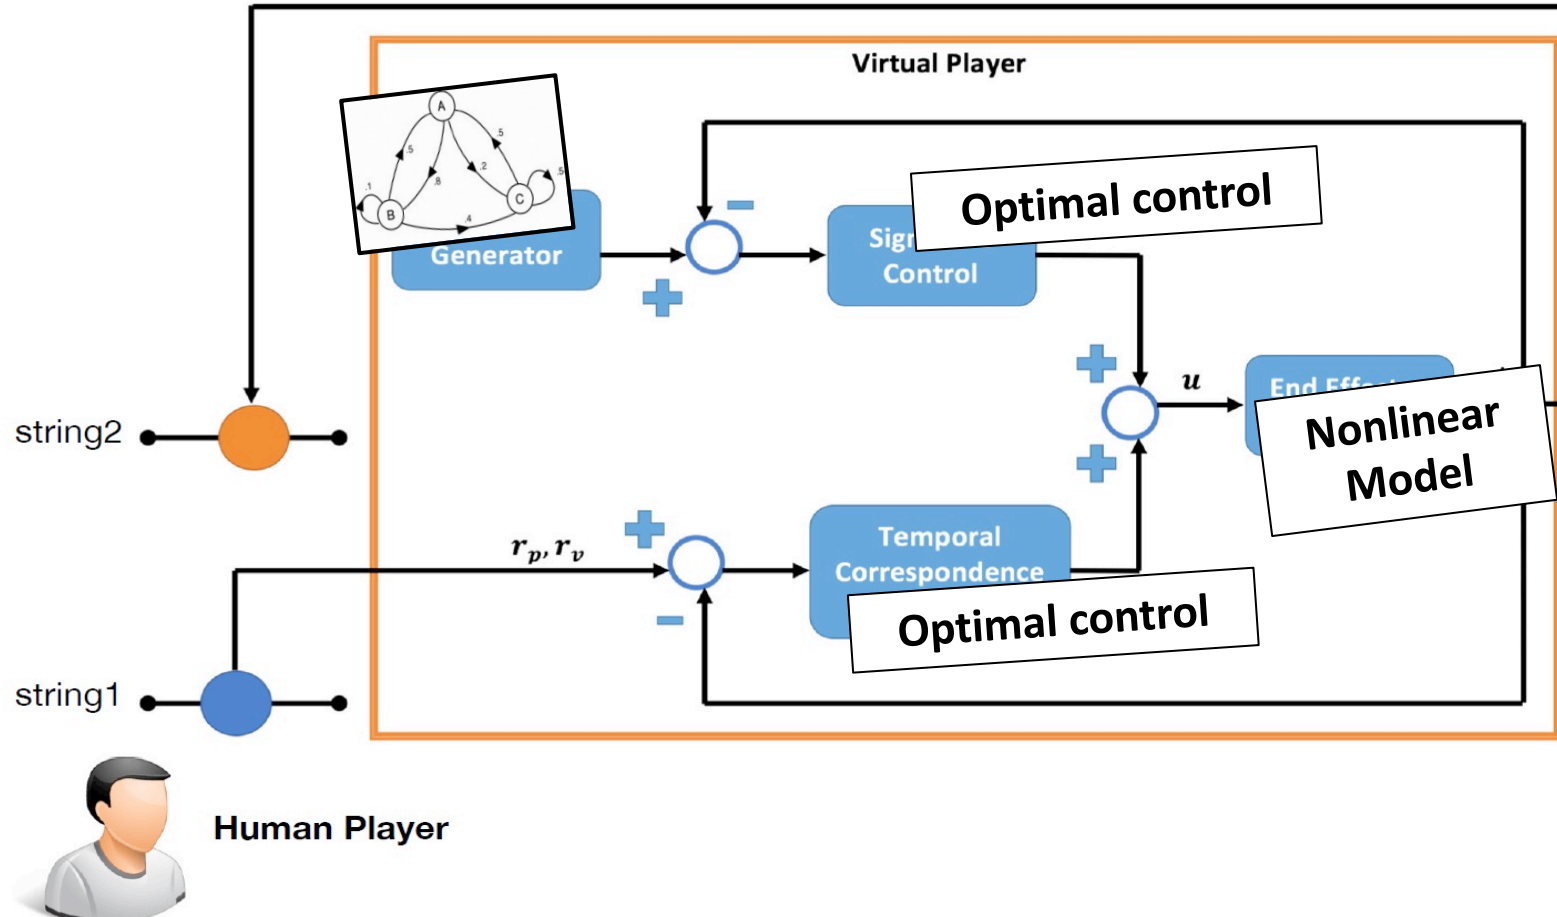 Virtual Player
A
.5
.5
.8
.2
.1
.5
B
C
.4
Generator
Optimal control
Control
u
Nonlinear
Model
string2
r_p, r_v
Temporal
Correspondence
Optimal control
string1
Human Player